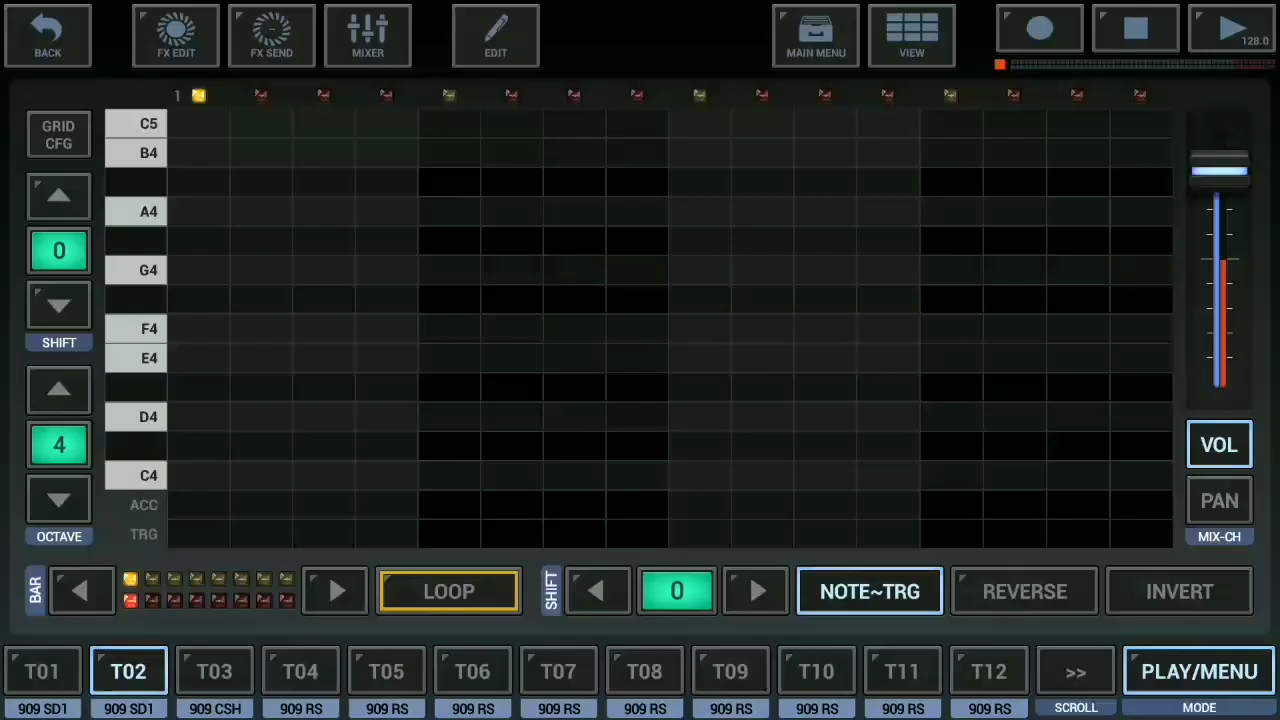 BACK
FX EDIT
FX SEND
MIXER
EDIT
MAIN MENU
VIEW
128.0
1
GRID
CFG
C5
B4
A4
0
G4
F4
SHIFT
E4
D4
4
C4
ACC
OCTAVE
TRG
VOL
PAN
MIX-CH
BAR
LOOP
SHIFT
0
NOTE~TRG
REVERSE
INVERT
T01
T02
T03
T04
T05
T06
T07
T08
T09
T10
T11
T12
>>
PLAY/MENU
909 SD1
909 SD1
909 CSH
909 RS
909 RS
909 RS
909 RS
909 RS
909 RS
909 RS
909 RS
909 RS
SCROLL
MODE